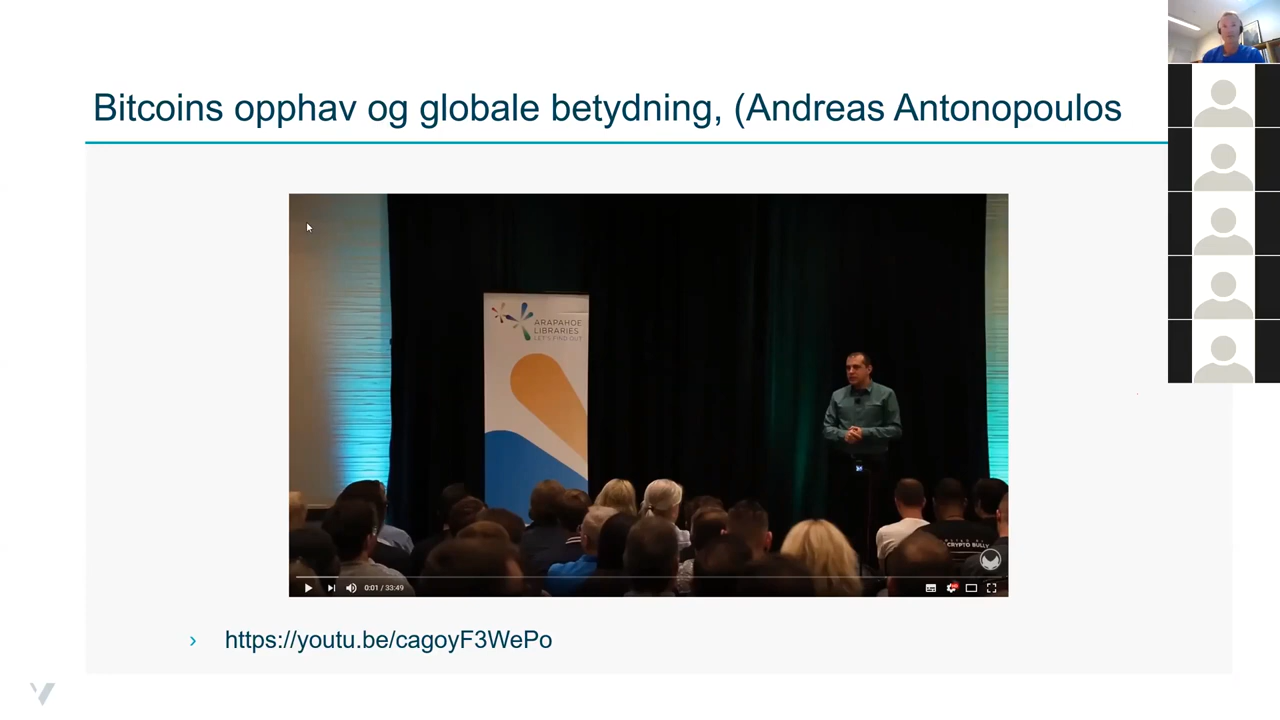 Bitcoins opphav og globale betydning, (Andreas Antonopoulos
ARAPAHOE
LIBRARIES
LET'S FIND OUT
CRYPTO BULLY
0:01 / 33:49
https://youtu.be/cagoyF3WePo